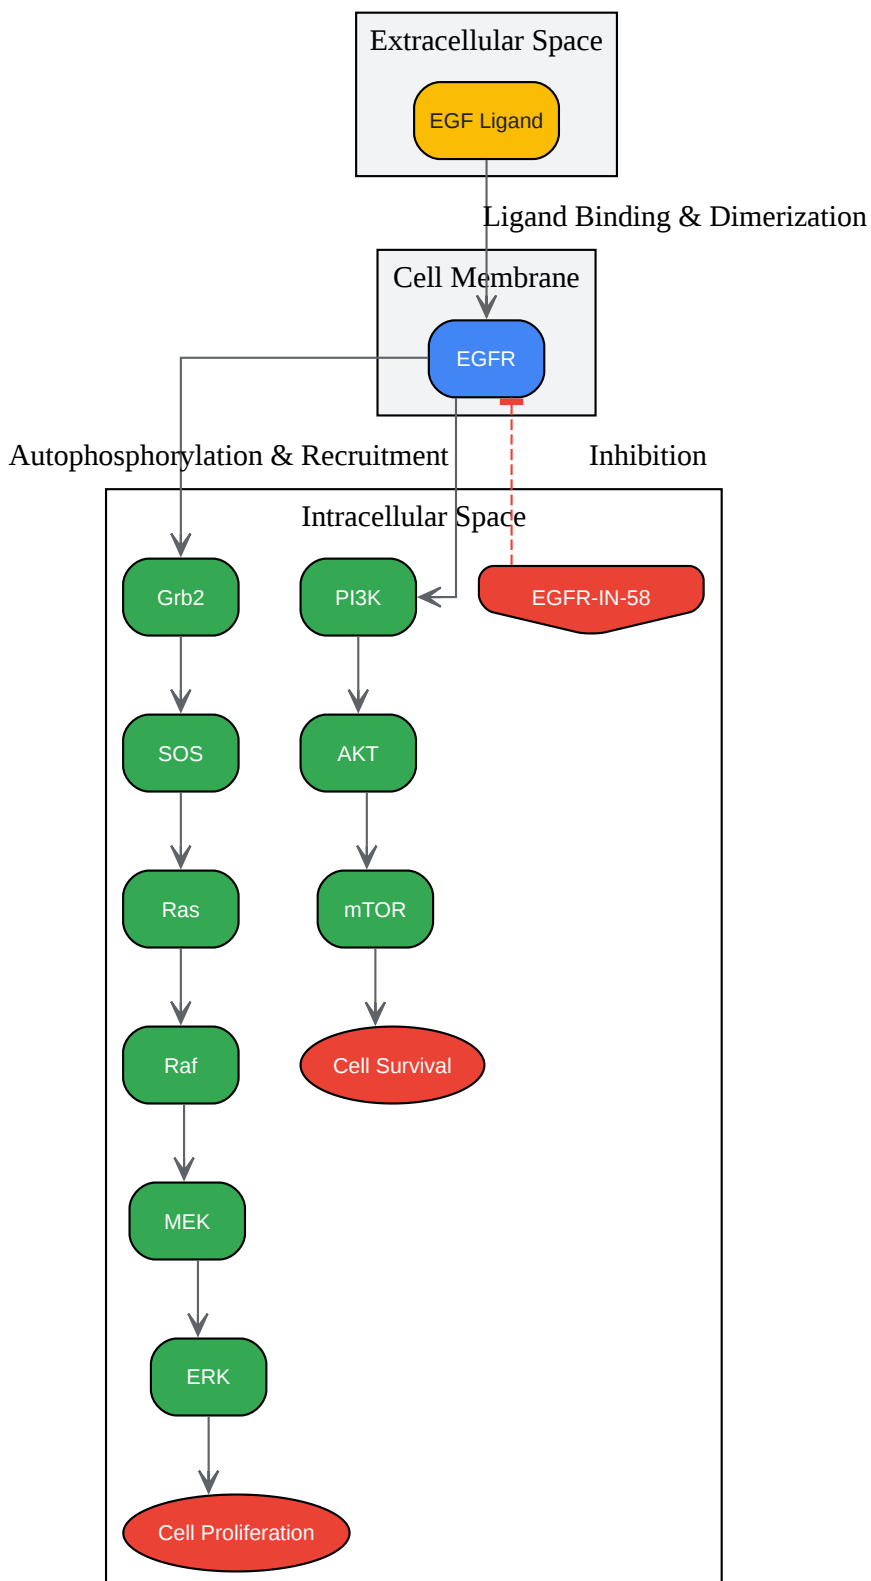 Extracellular Space
EGF Ligand
Ligand Binding & Dimerization
Cell Membrane
EGFR
Autophosphorylation & Recruitment
Inhibition
Intracellular Space
Grb2
PI3K
EGFR-IN-58
SOS
AKT
Ras
mTOR
Raf
Cell Survival
MEK
ERK
Cell Proliferation